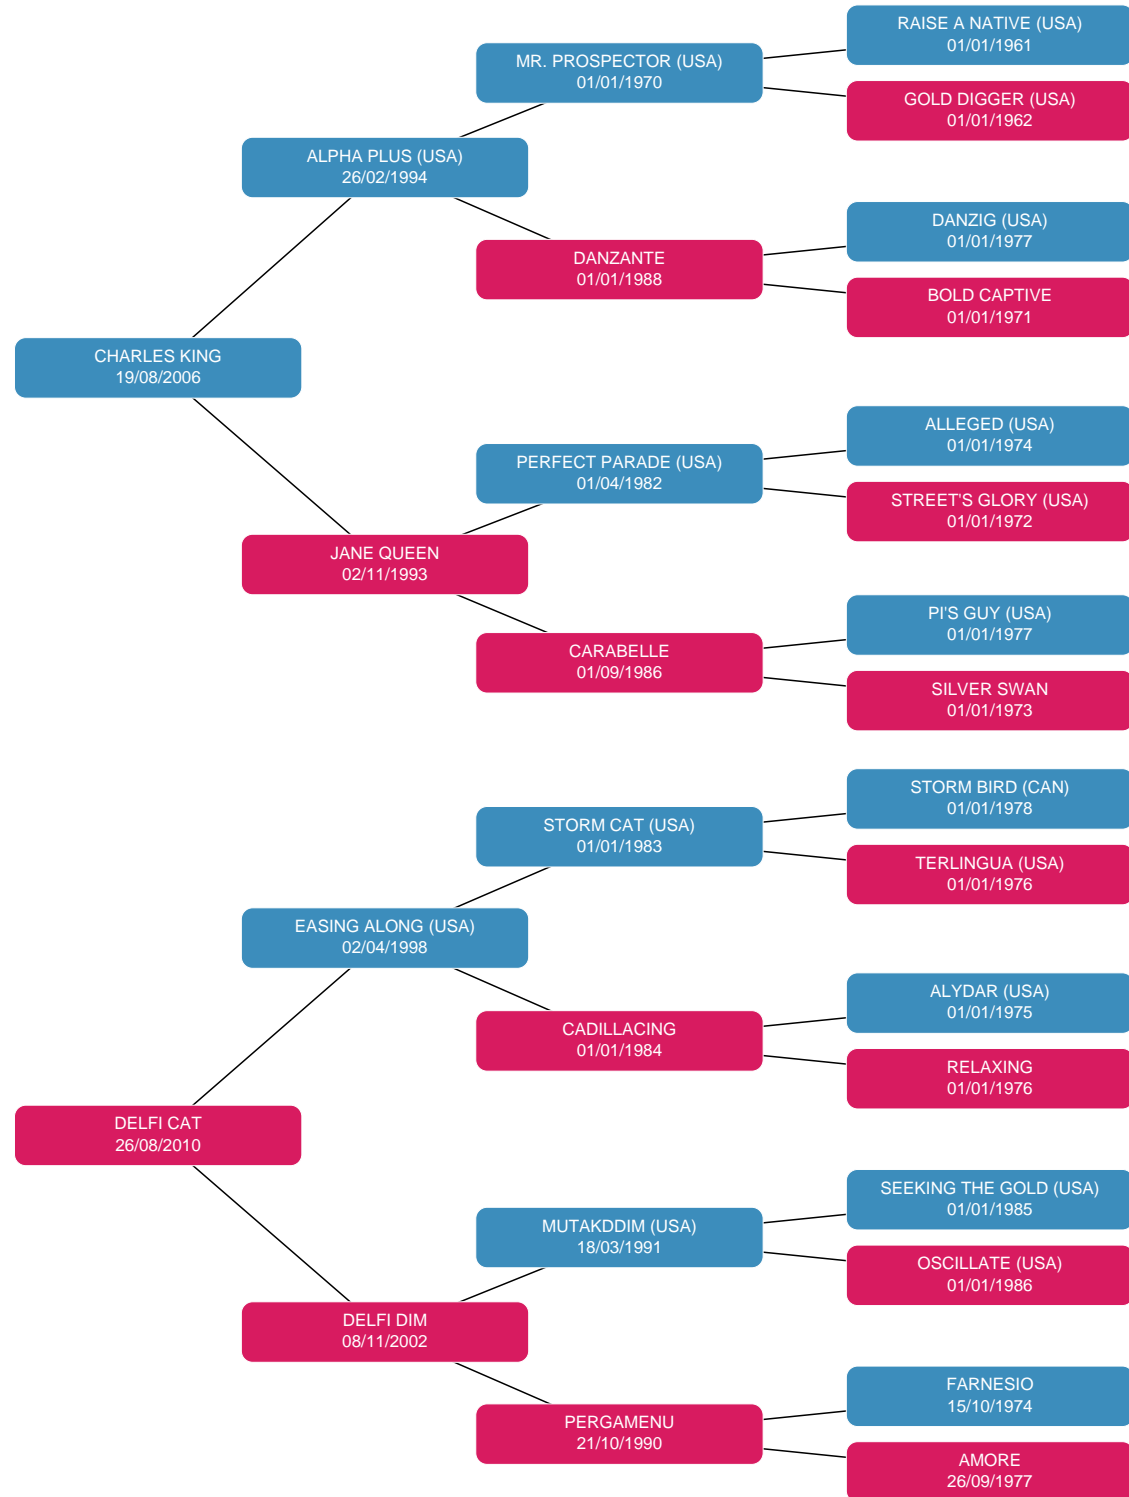 RAISE A NATIVE (USA)
01/01/1961
MR. PROSPECTOR (USA)
01/01/1970
GOLD DIGGER (USA)
01/01/1962
ALPHA PLUS (USA)
26/02/1994
DANZIG (USA)
01/01/1977
DANZANTE
01/01/1988
BOLD CAPTIVE
01/01/1971
CHARLES KING
19/08/2006
ALLEGED (USA)
01/01/1974
PERFECT PARADE (USA)
01/04/1982
STREET'S GLORY (USA)
01/01/1972
JANE QUEEN
02/11/1993
PI'S GUY (USA)
01/01/1977
CARABELLE
01/09/1986
SILVER SWAN
01/01/1973
STORM BIRD (CAN)
01/01/1978
STORM CAT (USA)
01/01/1983
TERLINGUA (USA)
01/01/1976
EASING ALONG (USA)
02/04/1998
ALYDAR (USA)
01/01/1975
CADILLACING
01/01/1984
RELAXING
01/01/1976
DELFI CAT
26/08/2010
SEEKING THE GOLD (USA)
01/01/1985
MUTAKDDIM (USA)
18/03/1991
OSCILLATE (USA)
01/01/1986
DELFI DIM
08/11/2002
FARNESIO
15/10/1974
PERGAMENU
21/10/1990
AMORE
26/09/1977